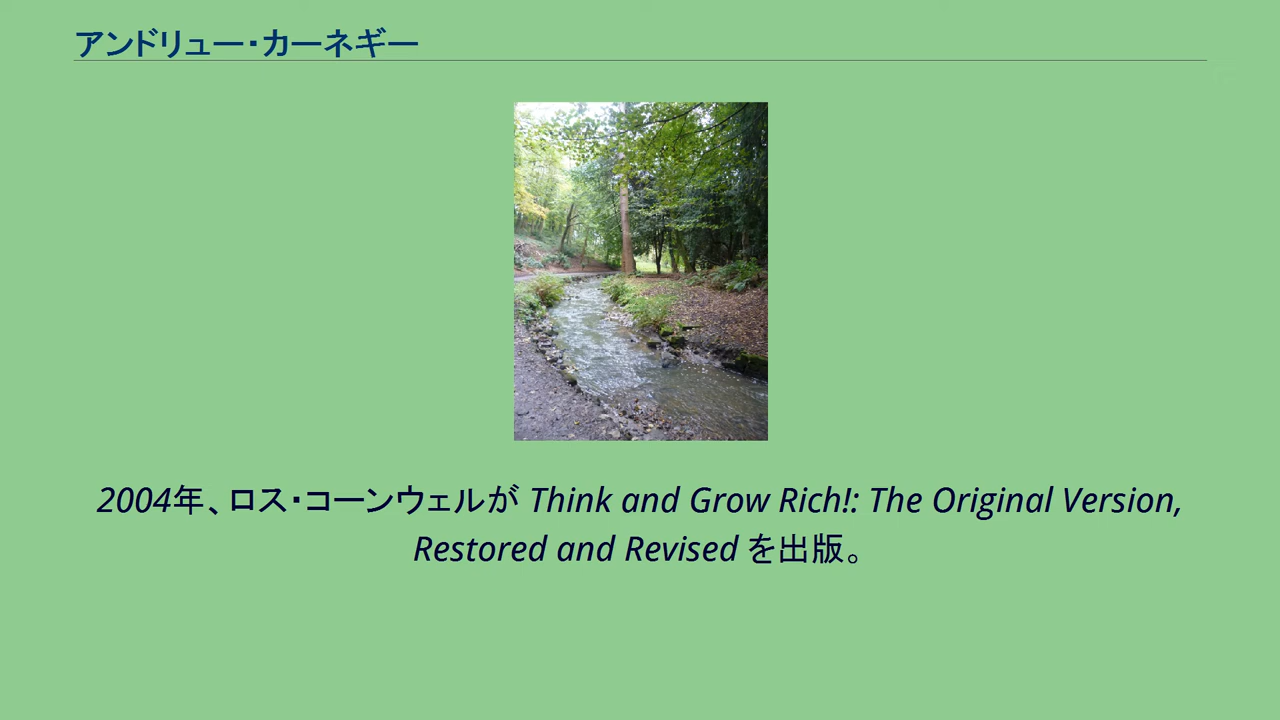 アンドリュー・カーネギー
2004年、ロス・コーンウェルが Think and Grow Rich!: The Original Version,
Restored and Revised を出版。